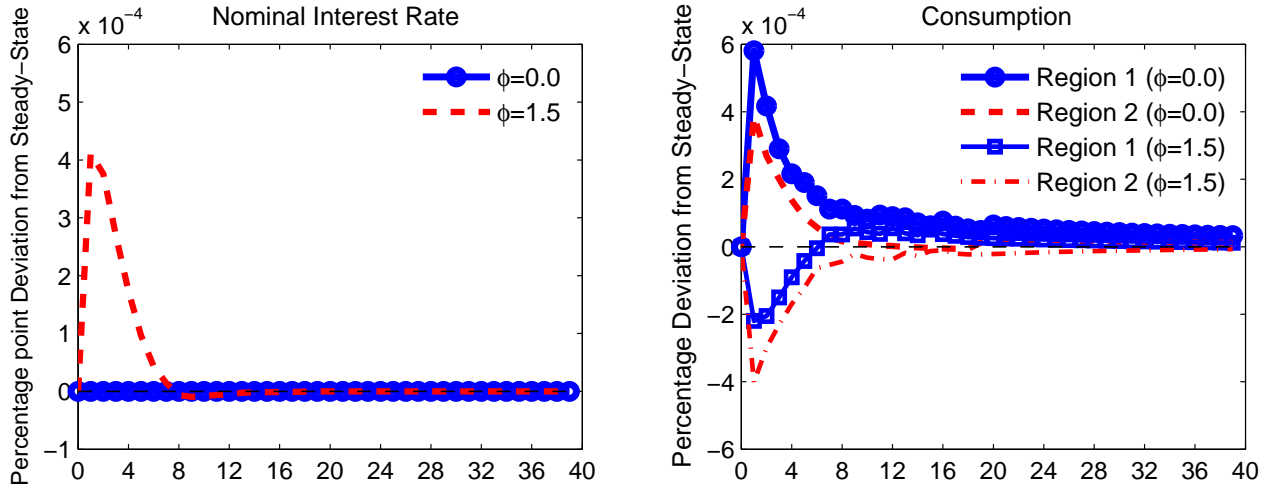 Nominal Interest Rate
x 10−4
Percentage point Deviation from Steady−State
6
5
4
3
2
1
0
−1
0 4 8 12 16 20 24 28 32 36 40
ϕ=0.0
ϕ=1.5
Consumption
x 10−4
Percentage Deviation from Steady−State
6
4
2
0
−2
−4
−6
0 4 8 12 16 20 24 28 32 36 40
Region 1 (ϕ=0.0)
Region 2 (ϕ=0.0)
Region 1 (ϕ=1.5)
Region 2 (ϕ=1.5)